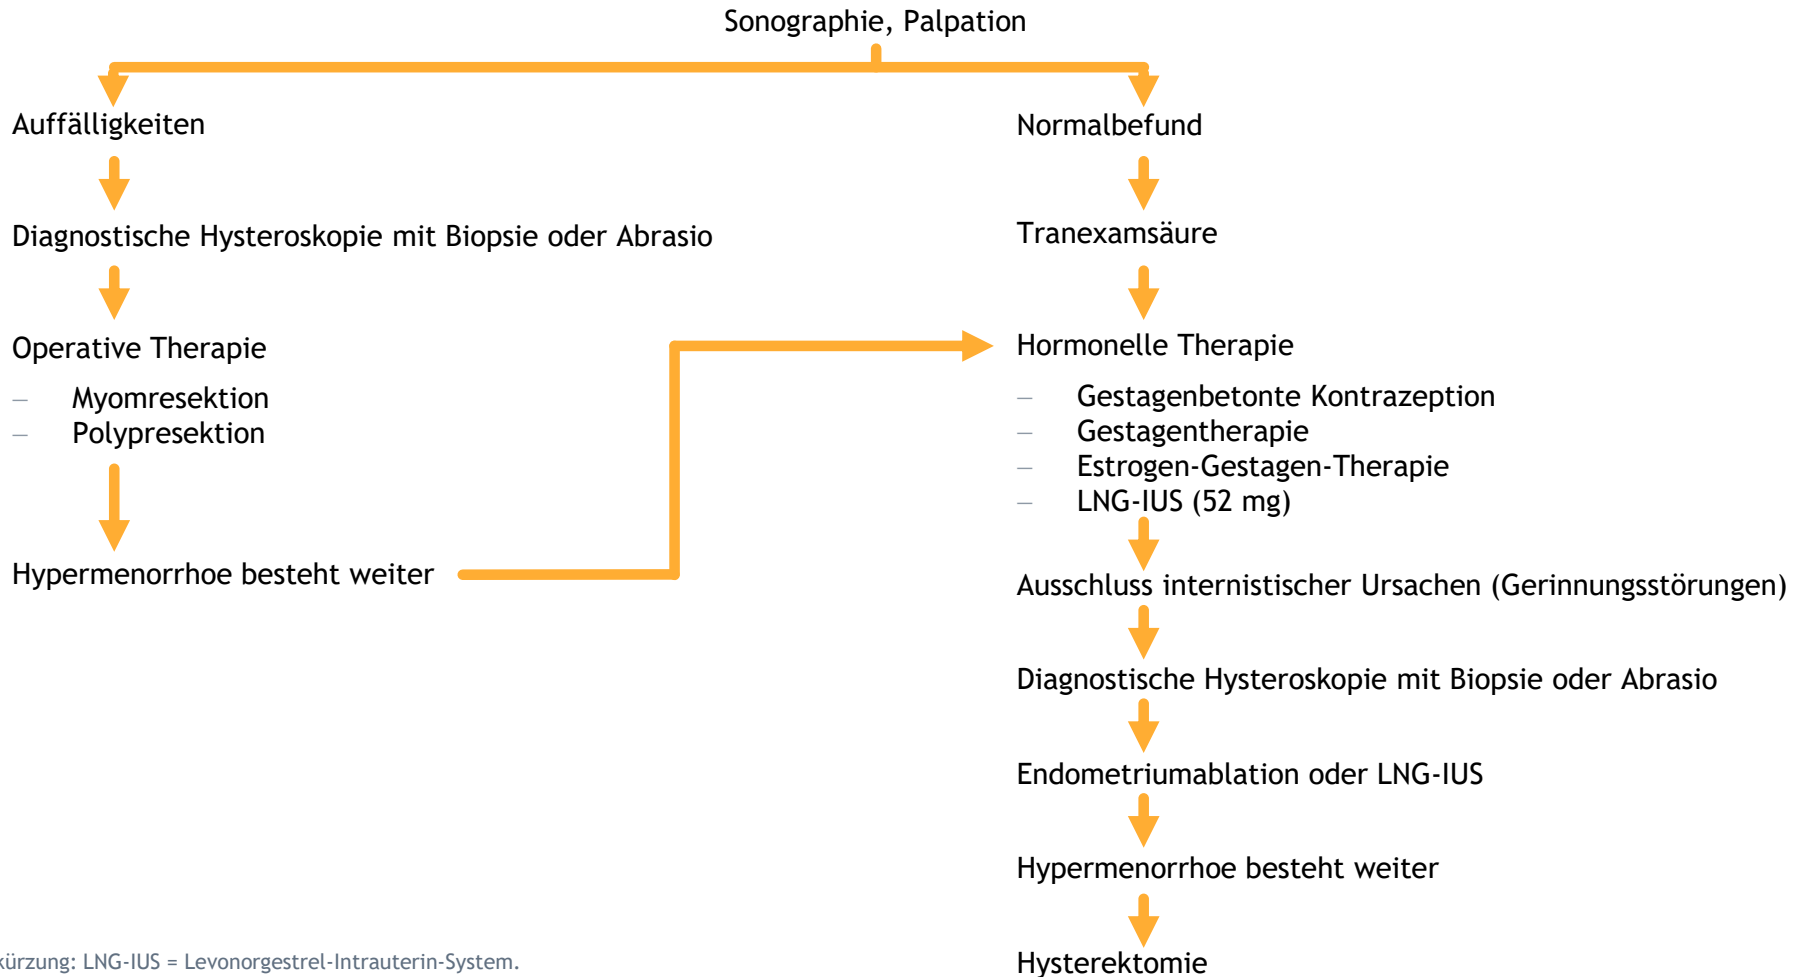 Sonographie, Palpation
Auffälligkeiten
Diagnostische Hysteroskopie mit Biopsie oder Abrasio
Operative Therapie
– Myomresektion
– Polypresektion
Hypermenorrhoe besteht weiter
Normalbefund
Tranexamsäure
Hormonelle Therapie
– Gestagenbetonte Kontrazeption
– Gestagentherapie
– Estrogen-Gestagen-Therapie
– LNG-IUS (52 mg)
Ausschluss internistischer Ursachen (Gerinnungsstörungen)
Diagnostische Hysteroskopie mit Biopsie oder Abrasio
Endometriumablation oder LNG-IUS
Hypermenorrhoe besteht weiter
Hysterektomie
kürzung: LNG-IUS = Levonorgestrel-Intrauterin-System.